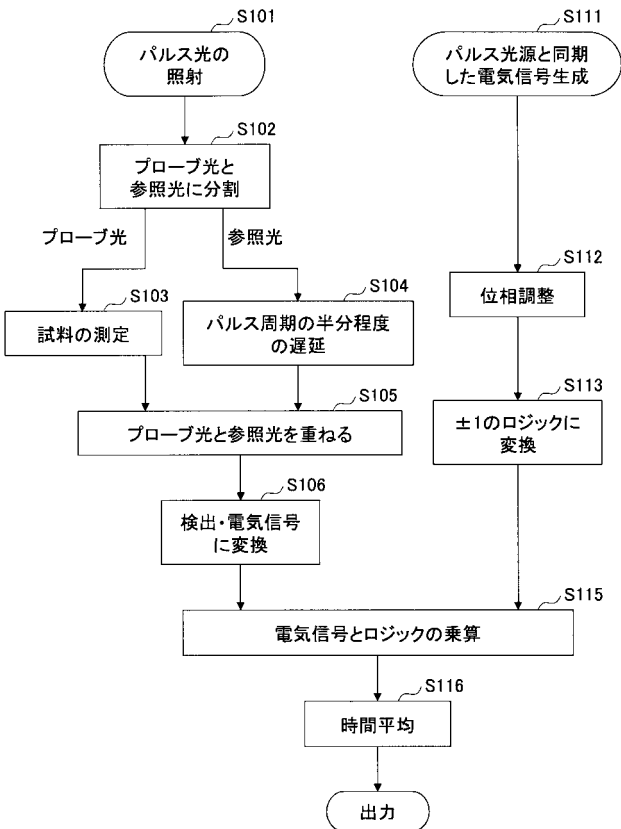 S101
パルス光の
照射
S111
パルス光源と同期
した電気信号生成
S102
プローブ光と
参照光に分割
プローブ光
参照光
S103
試料の測定
S104
パルス周期の半分程度
の遅延
S112
位相調整
S105
プローブ光と参照光を重ねる
S113
±1のロジックに
変換
S106
検出・電気信号
に変換
S115
電気信号とロジックの乗算
S116
時間平均
出力